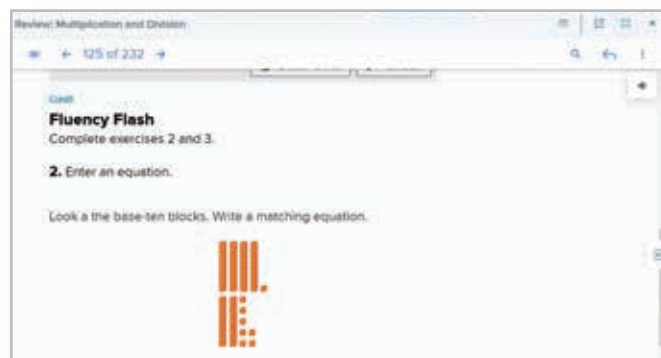 Review: Multiplication and Division
125 of 232
Fluency Flash
Complete exercises 2 and 3.
2. Enter an equation.
Look a the base-ten blocks. Write a matching equation.